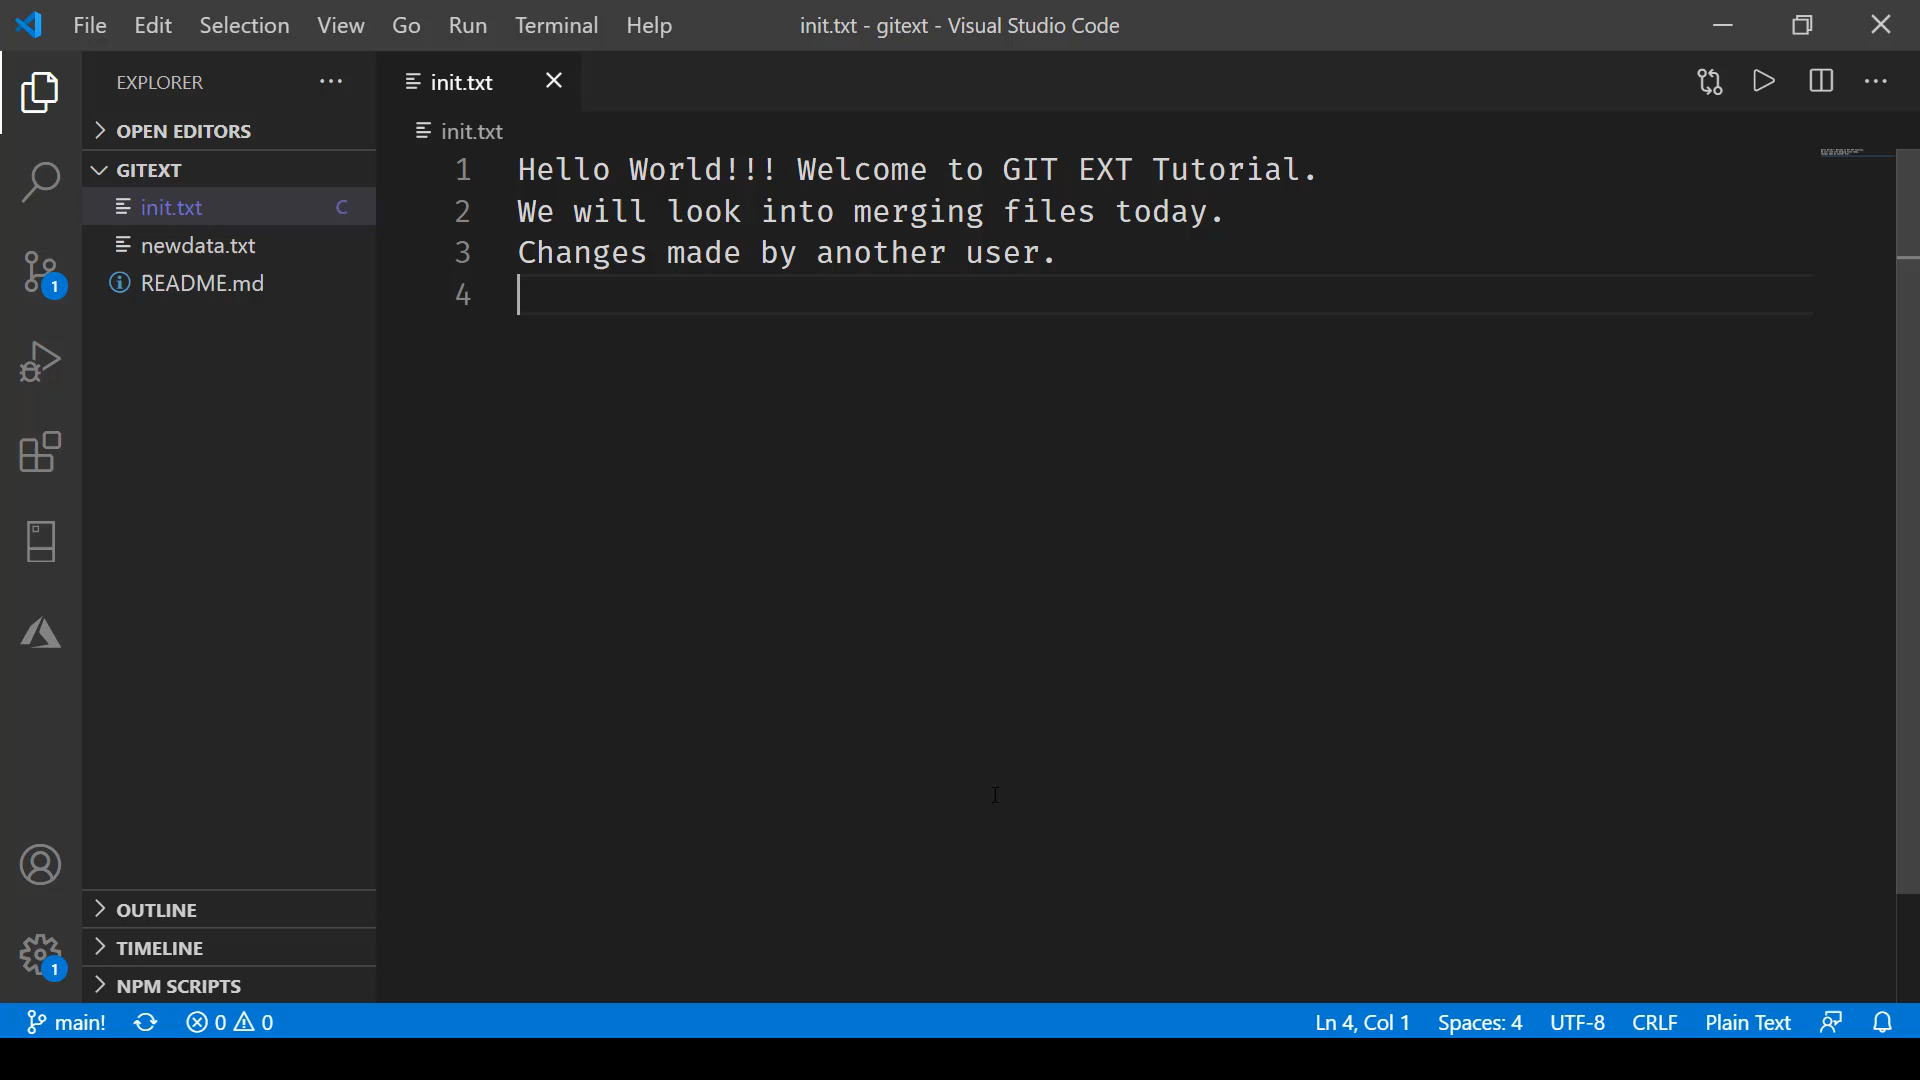 File Edit Selection View Go Run Terminal Help init.txt - gitext - Visual Studio Code
EXPLORER
OPEN EDITORS
GITEXT
init.txt C
newdata.txt
README.md
1
OUTLINE
TIMELINE
NPM SCRIPTS
1
init.txt
init.txt
1 Hello World!!! Welcome to GIT EXT Tutorial.
2 We will look into merging files today.
3 Changes made by another user.
4
main! 0 0 Ln 4, Col 1 Spaces: 4 UTF-8 CRLF Plain Text